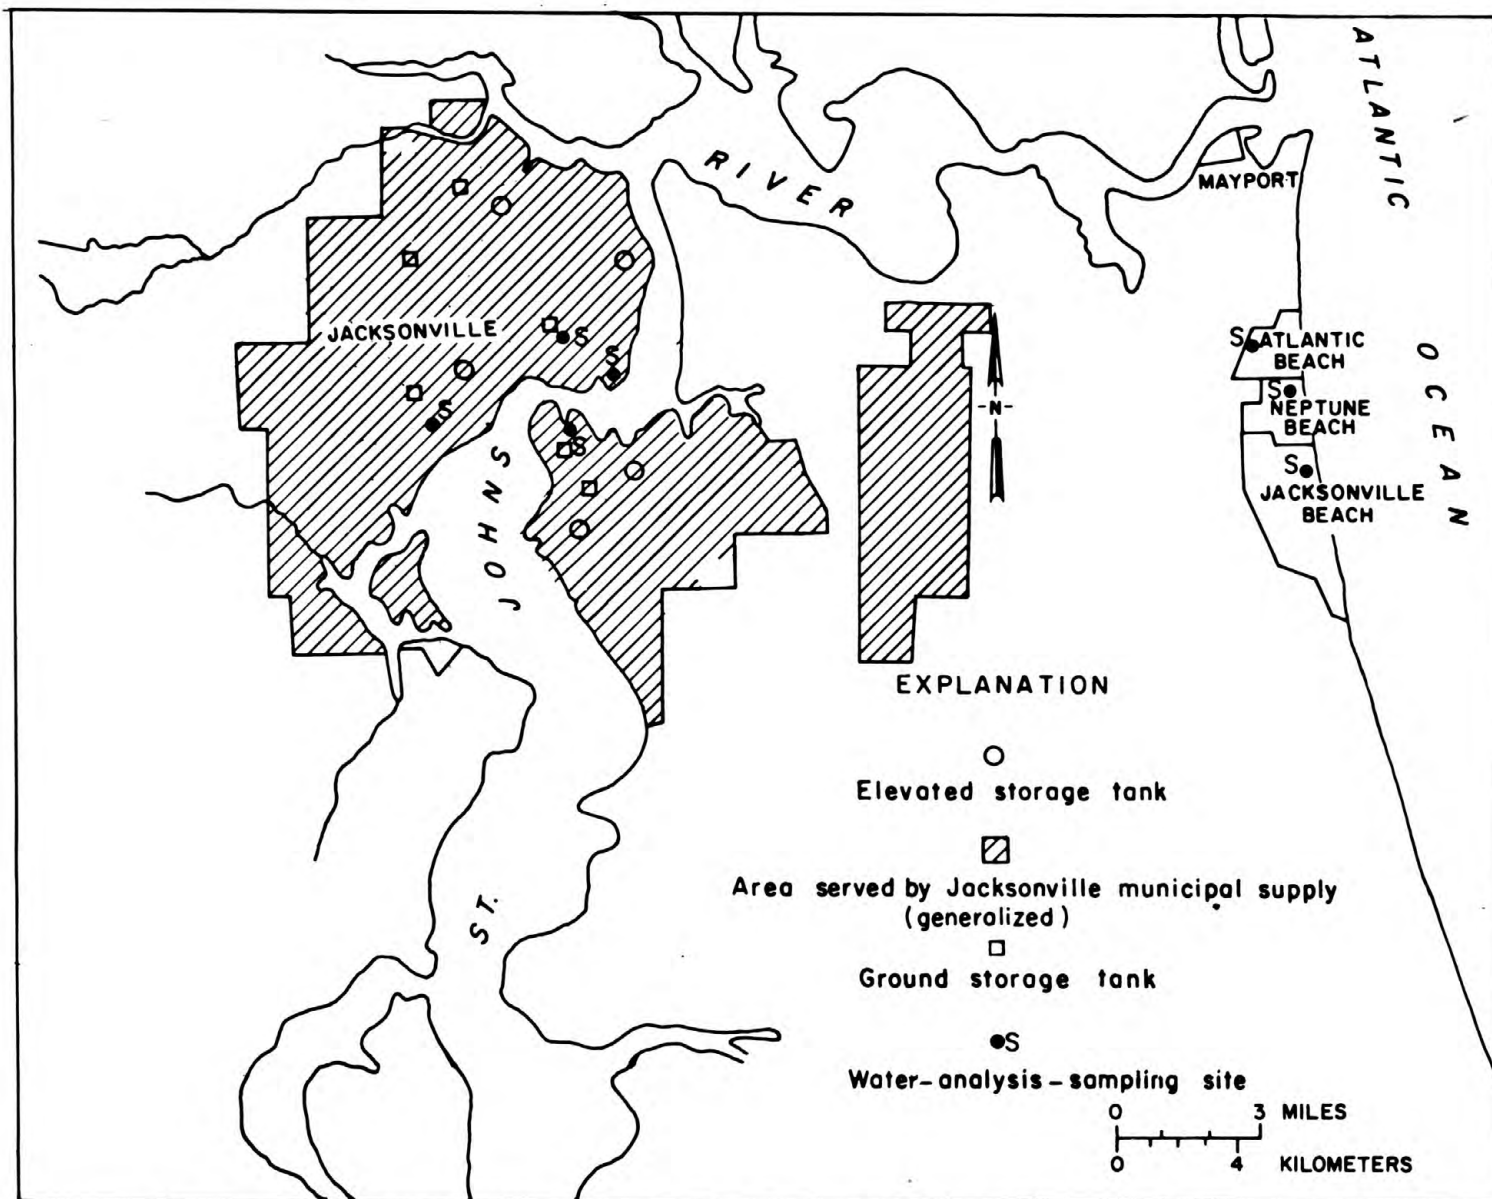 ATLANTIC
OCEAN
RIVER
MAYPORT
JACKSONVILLE
S
S
S
S
S ATLANTIC
BEACH
S
NEPTUNE
BEACH
S
JACKSONVILLE
BEACH
-N-
JOHNS
ST.
EXPLANATION
Elevated storage tank
Area served by Jacksonville municipal supply
(generalized)
Ground storage tank
S
Water-analysis-sampling site
0 3 MILES
0 4 KILOMETERS